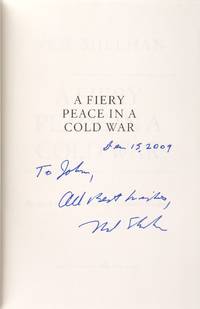 A FIERY
PEACE IN A
COLD WAR
Dec 15, 2009
To John,
All Best Wishes,